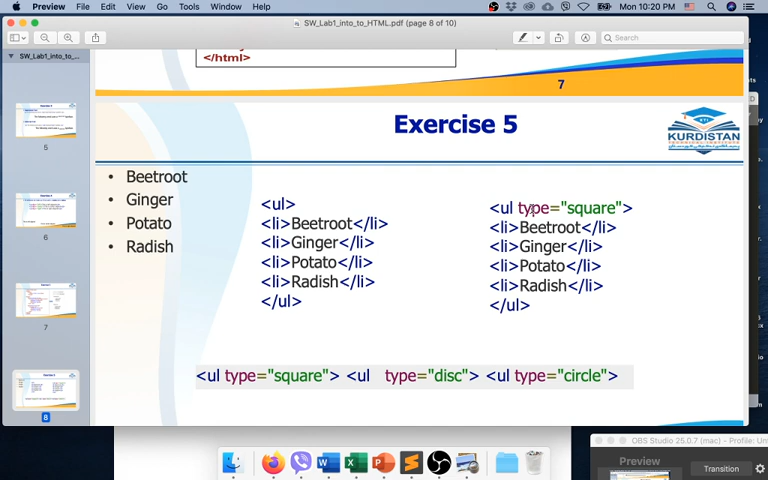 Preview File Edit View Go Tools Window Help
Mon 10:20 PM
SW_Lab1_into_to_HTML.pdf (page 8 of 10)
Search
SW_Lab1_into_to_HTML...
5
6
7
8
</html>
7
Exercise 5
KURDISTAN
TECHNICAL INSTITUTE
• Beetroot
• Ginger
• Potato
• Radish
<ul>
<li>Beetroot</li>
<li>Ginger</li>
<li>Potato</li>
<li>Radish</li>
</ul>
<ul type="square">
<li>Beetroot</li>
<li>Ginger</li>
<li>Potato</li>
<li>Radish</li>
</ul>
<ul type="square"> <ul type="disc"> <ul type="circle">
OBS Studio 25.0.7 (mac) - Profile: Un
Preview
Transition